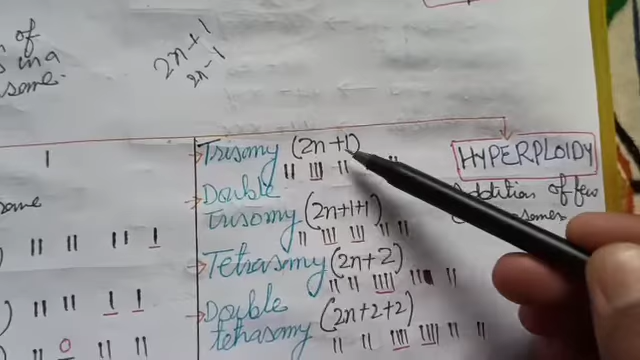 of
s in a
some.
2n+1
2n-1
Trisomy (2n+1)
HYPERPLOIDY
Double
Trisomy (2n+1+1)
Addition of few
some
Tetrasomy (2n+2)
Double
tetrasomy (2n+2+2)